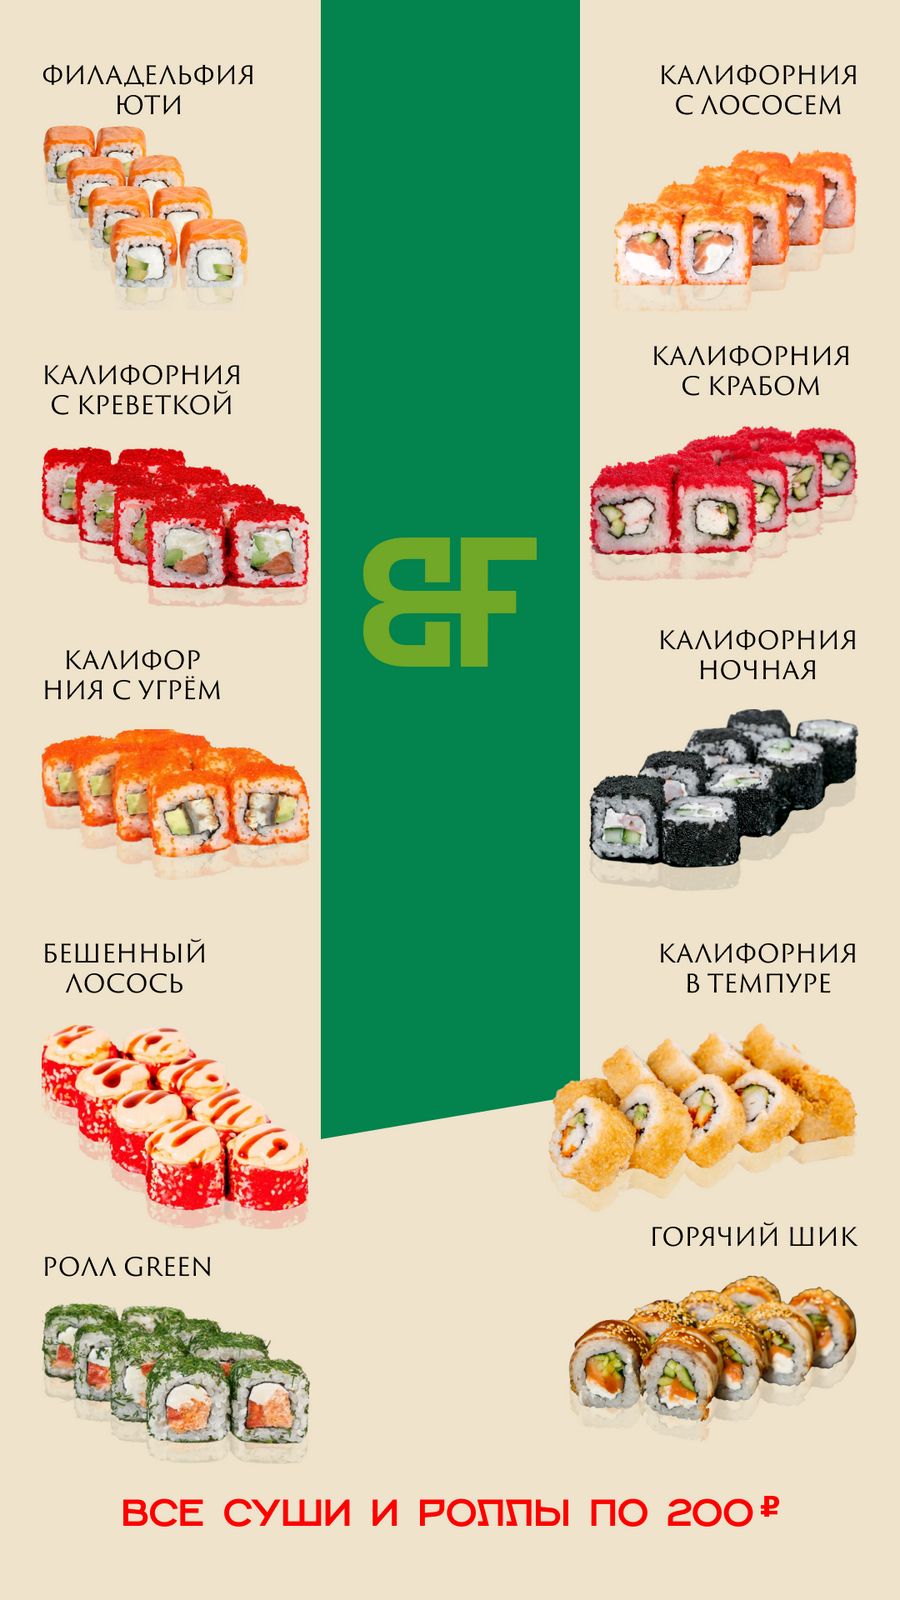 ФИЛАДЕЛЬФИЯ
ЮТИ
КАЛИФОРНИЯ
С ЛОСОСЕМ
КАЛИФОРНИЯ
С КРЕВЕТКОЙ
КАЛИФОРНИЯ
С КРАБОМ
BF
КАЛИФОР
НИЯ С УГРЁМ
КАЛИФОРНИЯ
НОЧНАЯ
БЕШЕННЫЙ
ЛОСОСЬ
КАЛИФОРНИЯ
В ТЕМПУРЕ
РОЛЛ GREEN
ГОРЯЧИЙ ШИК
ВСЕ СУШИ И РОЛЛЫ ПО 200₽